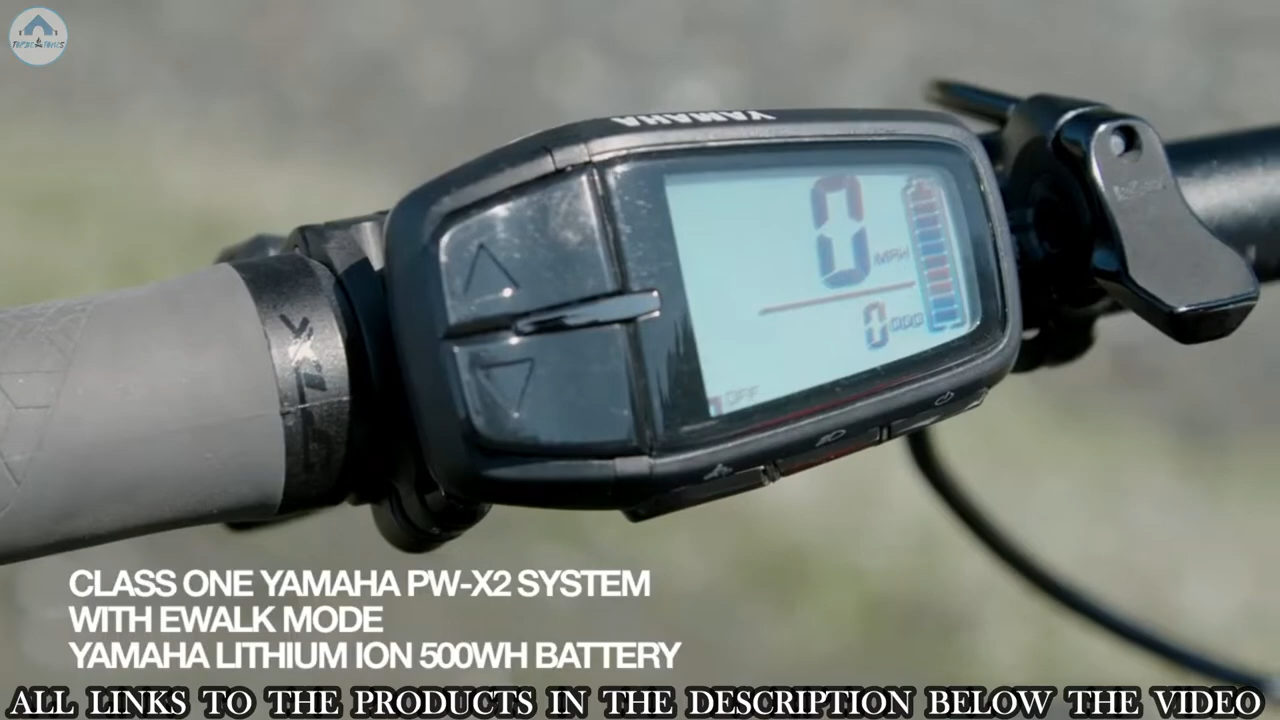 YAMAHA
0
MPH
0 ODO
OFF
CLASS ONE YAMAHA PW-X2 SYSTEM
WITH EWALK MODE
YAMAHA LITHIUM ION 500WH BATTERY
ALL LINKS TO THE PRODUCTS IN THE DESCRIPTION BELOW THE VIDEO